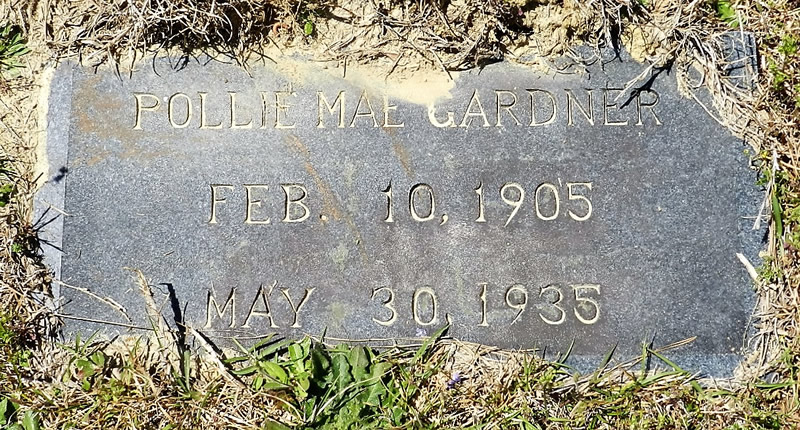 POLLIE MAE GARDNER
FEB. 10, 1905
MAY 30, 1935